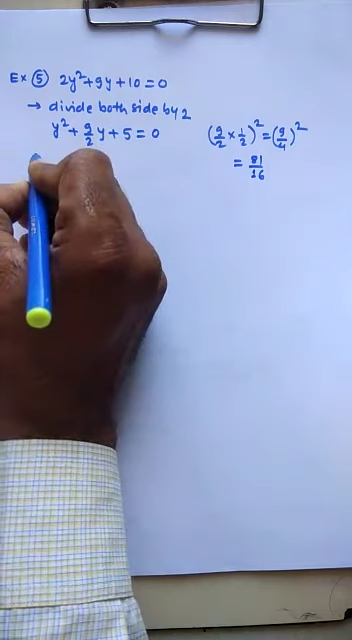 Ex ⑤ 2y²+9y+10=0
→ divide both side by 2
y²+9/2y+5=0
(9/2×1/2)²=(9/4)²
=81/16